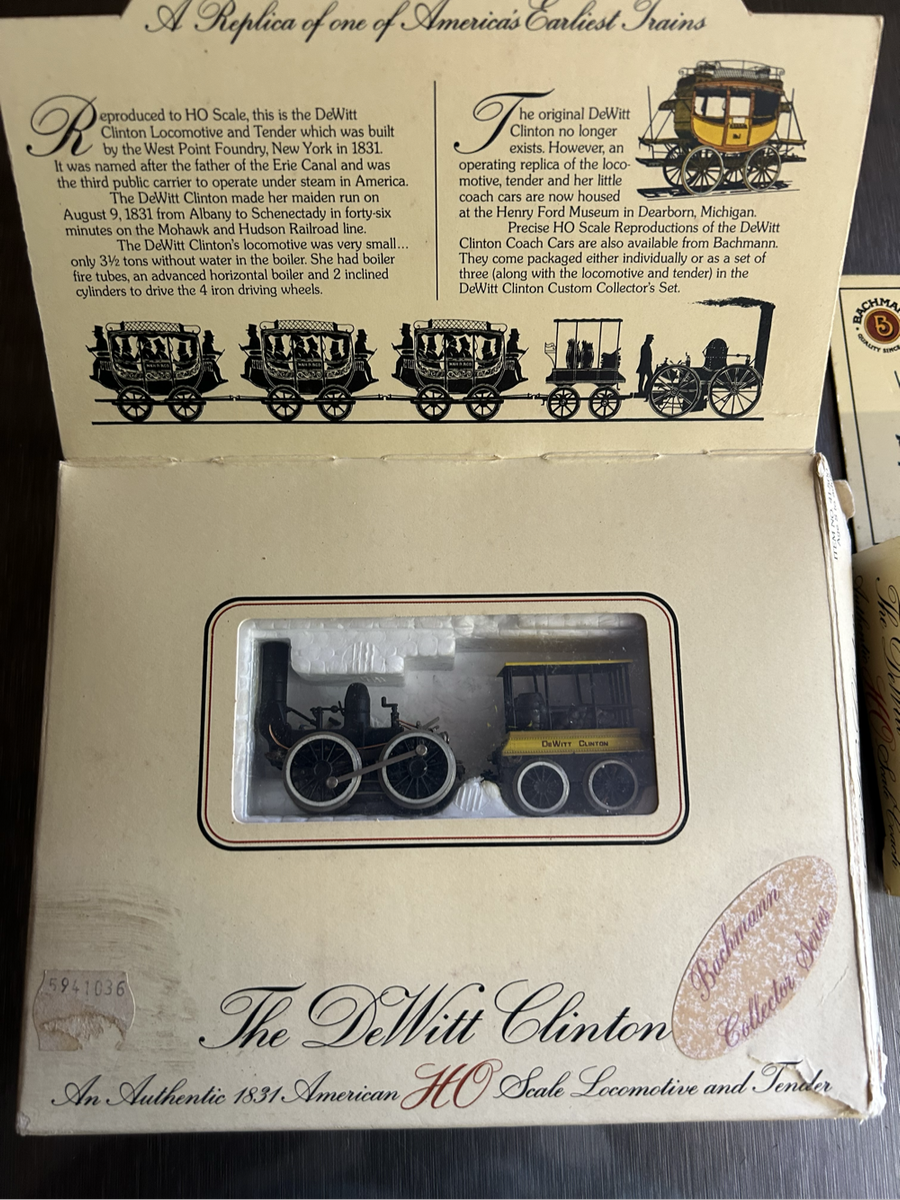 A Replica of one of America's Earliest Trains
Reproduced to HO Scale, this is the DeWitt
Clinton Locomotive and Tender which was built
by the West Point Foundry, New York in 1831.
It was named after the father of the Erie Canal and was
the third public carrier to operate under steam in America.
The DeWitt Clinton made her maiden run on
August 9, 1831 from Albany to Schenectady in forty-six
minutes on the Mohawk and Hudson Railroad line.
The DeWitt Clinton's locomotive was very small...
only 3½ tons without water in the boiler. She had boiler
fire tubes, an advanced horizontal boiler and 2 inclined
cylinders to drive the 4 iron driving wheels.
The original DeWitt
Clinton no longer
exists. However, an
operating replica of the loco-
motive, tender and her little
coach cars are now housed
at the Henry Ford Museum in Dearborn, Michigan.
Precise HO Scale Reproductions of the DeWitt
Clinton Coach Cars are also available from Bachmann.
They come packaged either individually or as a set of
three (along with the locomotive and tender) in the
DeWitt Clinton Custom Collector's Set.
BACHMA
B
QUALITY SINCE
DEWITT CLINTON
5941036
Bachmann
Collector Series
The DeWitt Clinton
An Authentic 1831 American HO Scale Locomotive and Tender
The DeWitt
HO Scale Coach